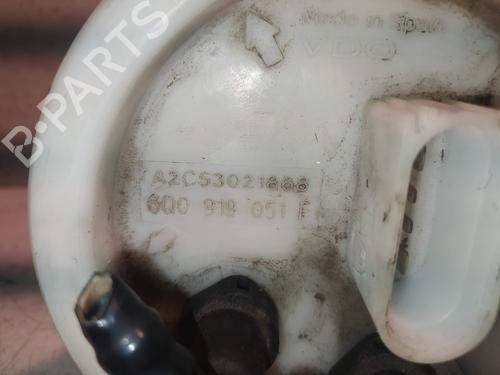 Made in Spain
VDO
A2C53021888
6Q0 919 051 F
B-PARTS